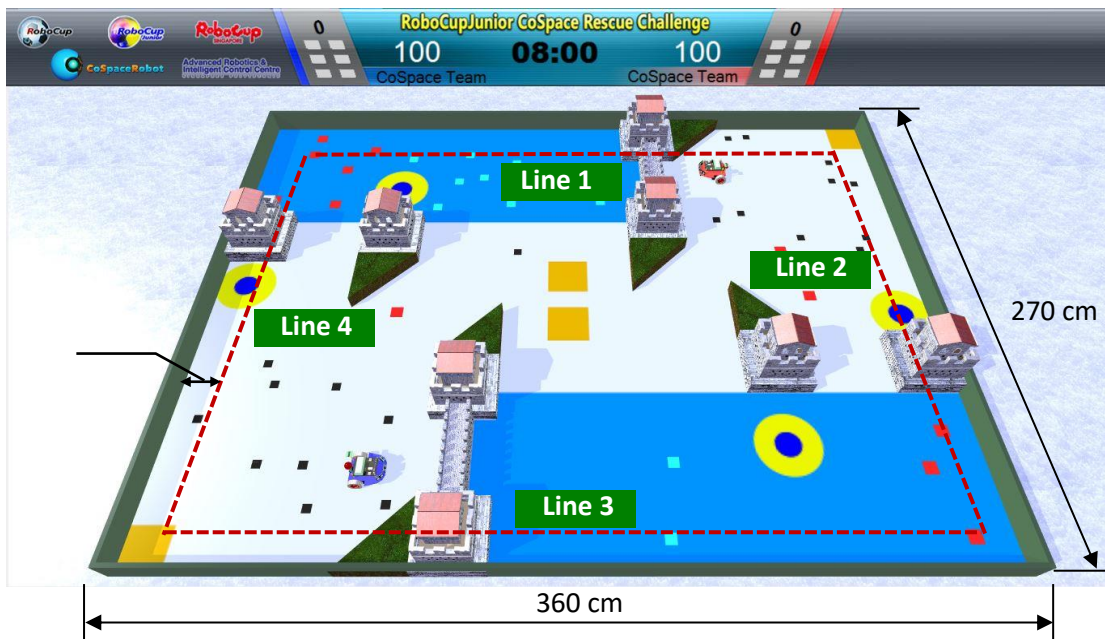 RoboCup
RoboCup
Junior
RoboCup
SINGAPORE
CoSpaceRobot
Advanced Robotics &
Intelligent Control Centre
0
RoboCupJunior CoSpace Rescue Challenge
100
08:00
100
CoSpace Team
CoSpace Team
0
Line 1
Line 2
Line 4
Line 3
270 cm
360 cm